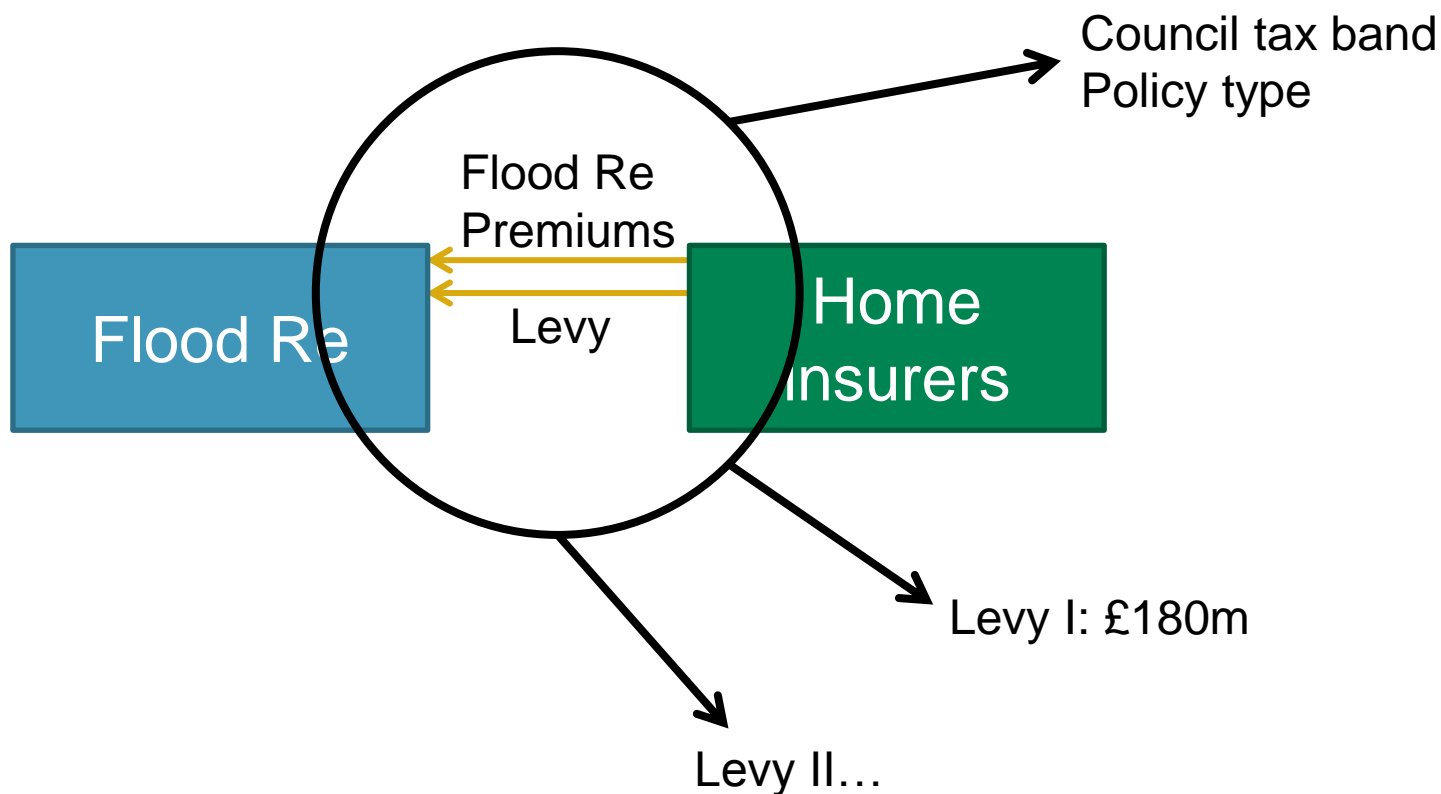 Council tax band
Policy type
Flood Re
Premiums
Flood Re
Levy
Home
Insurers
Levy I: £180m
Levy II…